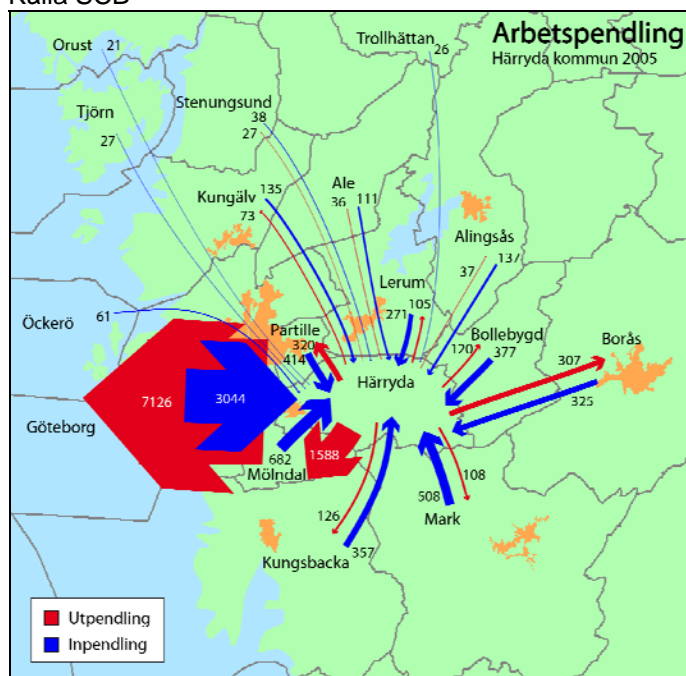 Källa SCB
Arbetspendling
Härryda kommun 2005
Orust
21
Trollhättan
26
Stenungsund
38
27
Tjörn
27
Kungälv
135
73
Ale
36
111
Alingsås
37
137
Lerum
271
105
Öckerö
61
Partille
320
414
Bollebygd
120
377
Borås
307
325
Härryda
Göteborg
7126
3044
Mölndal
682
1588
Kungsbacka
126
357
Mark
508
108
Utpendling
Inpendling